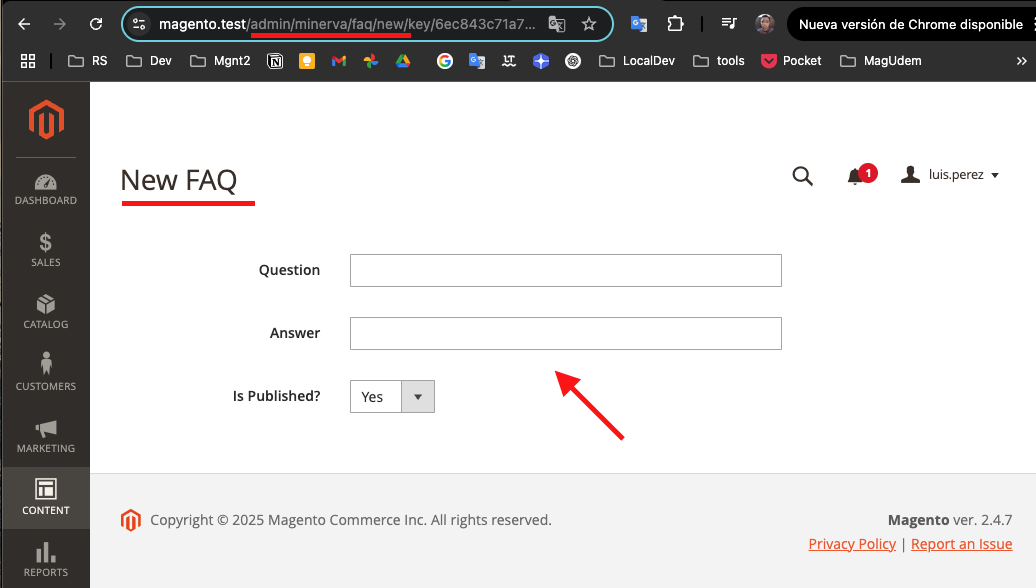 magento.test/admin/minerva/faq/new/key/6ec843c71a7...
Nueva versión de Chrome disponible
RS
Dev
Mgnt2
LocalDev
tools
Pocket
MagUdem
»
New FAQ
1
luis.perez
DASHBOARD
$
SALES
CATALOG
CUSTOMERS
MARKETING
CONTENT
REPORTS
Question
Answer
Is Published?
Yes
Copyright © 2025 Magento Commerce Inc. All rights reserved.
Magento ver. 2.4.7
Privacy Policy | Report an Issue